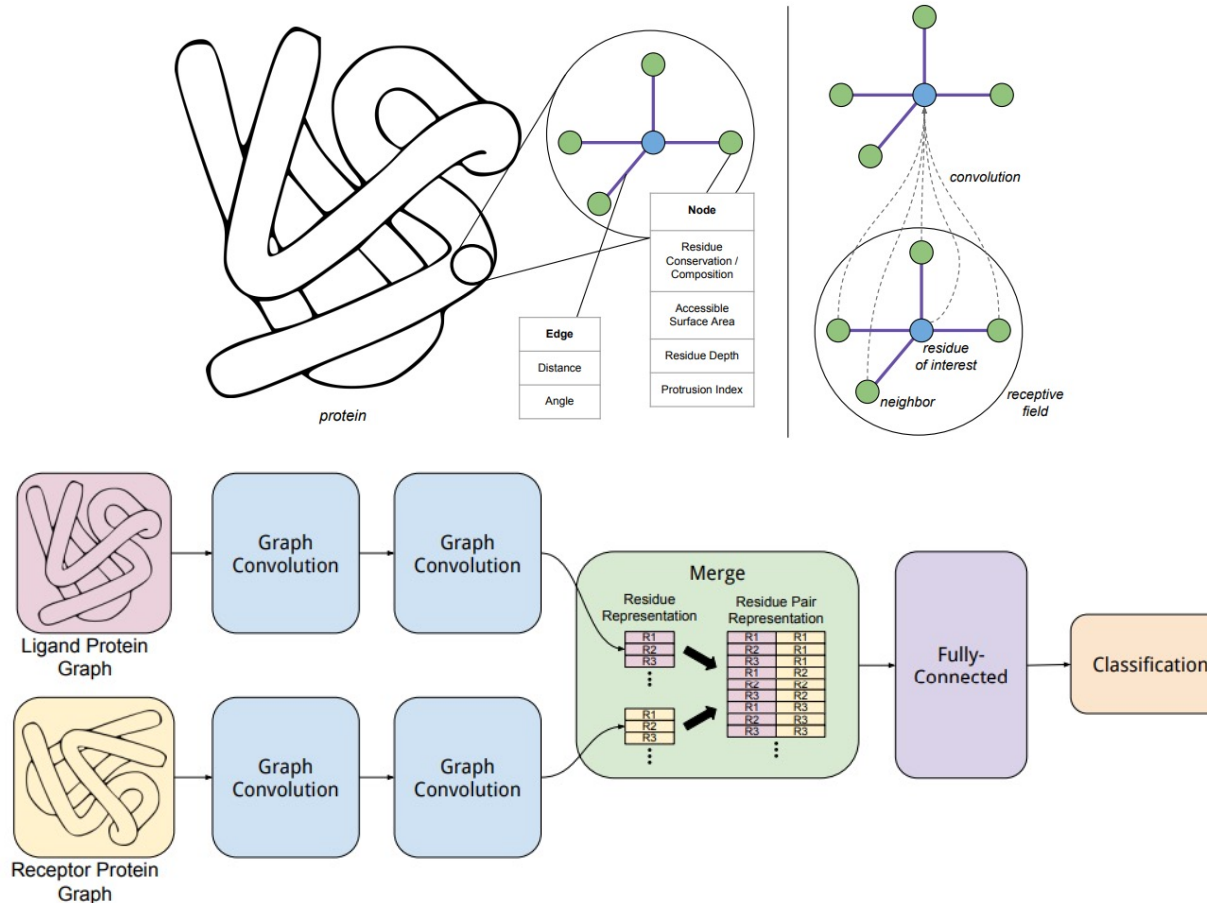 Node
Residue
Conservation /
Composition
Accessible
Surface Area
Residue Depth
Protrusion Index
Edge
Distance
Angle
protein
convolution
residue
of interest
neighbor
receptive
field
Ligand Protein
Graph
Graph
Convolution
Graph
Convolution
Receptor Protein
Graph
Graph
Convolution
Graph
Convolution
Merge
Residue
Representation
R1
R2
R3
R1
R2
R3
Residue Pair
Representation
R1 R1
R2 R1
R3 R1
R1 R2
R2 R2
R3 R2
R1 R3
R2 R3
R3 R3
Fully-
Connected
Classification